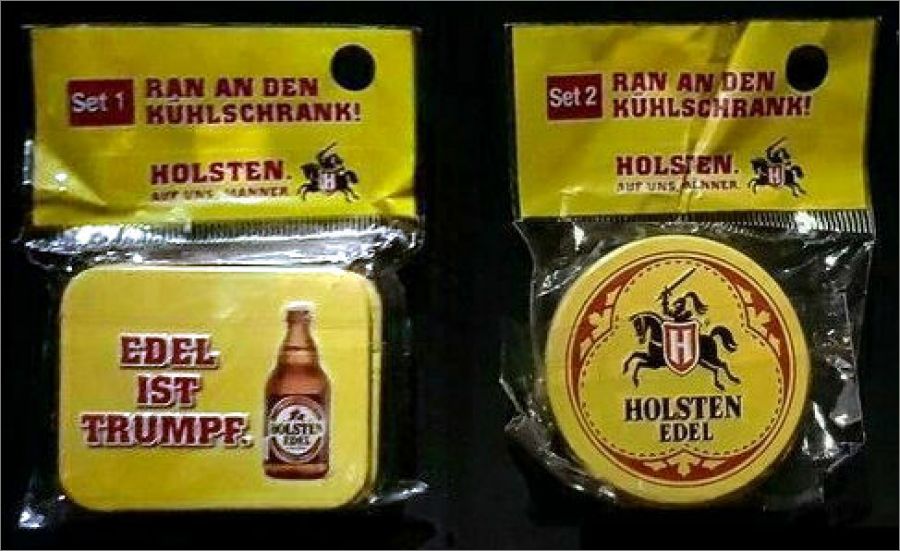 Set 1
RAN AN DEN
KÜHLSCHRANK!
HOLSTEN.
AUF UNS, MÄNNER.
H
EDEL
IST
TRUMPF.
HOLSTEN
EDEL
Set 2
RAN AN DEN
KÜHLSCHRANK!
HOLSTEN.
AUF UNS, MÄNNER.
H
H
HOLSTEN
EDEL